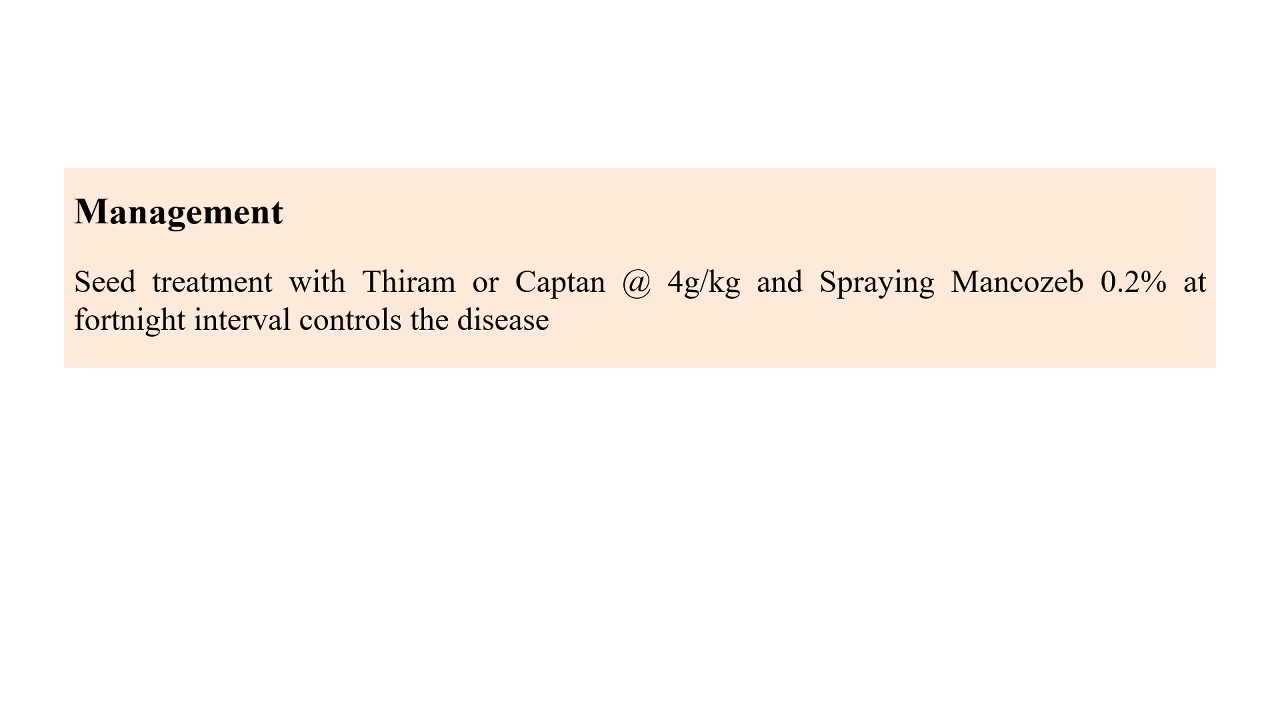 Management
Seed treatment with Thiram or Captan @ 4g/kg and Spraying Mancozeb 0.2% at
fortnight interval controls the disease